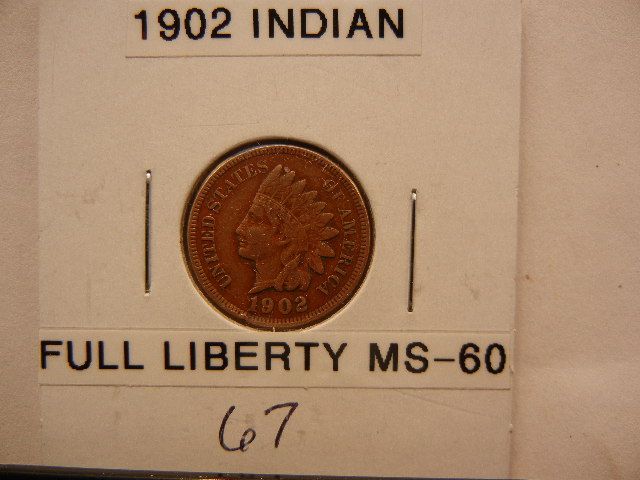 1902 INDIAN
UNITED STATES OF AMERICA
1902
FULL LIBERTY MS-60
67